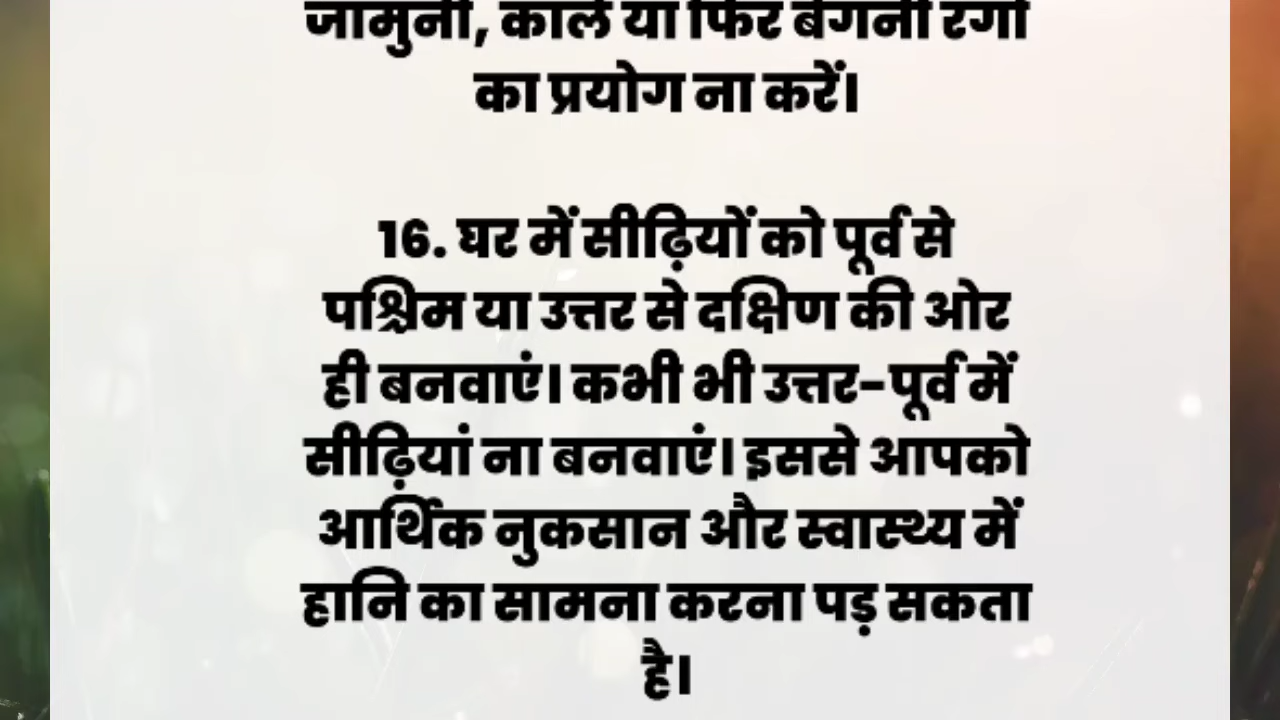 जामुनी, काले या फिर बैंगनी रंगों
का प्रयोग ना करें।
16. घर में सीढ़ियों को पूर्व से
पश्चिम या उत्तर से दक्षिण की ओर
ही बनवाएं। कभी भी उत्तर-पूर्व में
सीढ़ियां ना बनवाएं। इससे आपको
आर्थिक नुकसान और स्वास्थ्य में
हानि का सामना करना पड़ सकता
है।